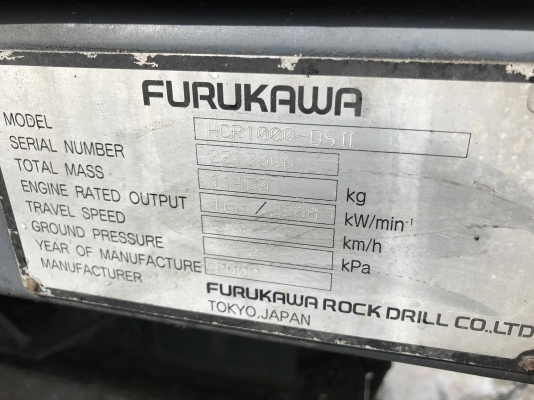 FURUKAWA
MODEL HCR1000-DSII
SERIAL NUMBER
TOTAL MASS kg
ENGINE RATED OUTPUT kW/min-1
TRAVEL SPEED km/h
GROUND PRESSURE kPa
YEAR OF MANUFACTURE
MANUFACTURER FURUKAWA ROCK DRILL CO.,LTD
TOKYO,JAPAN